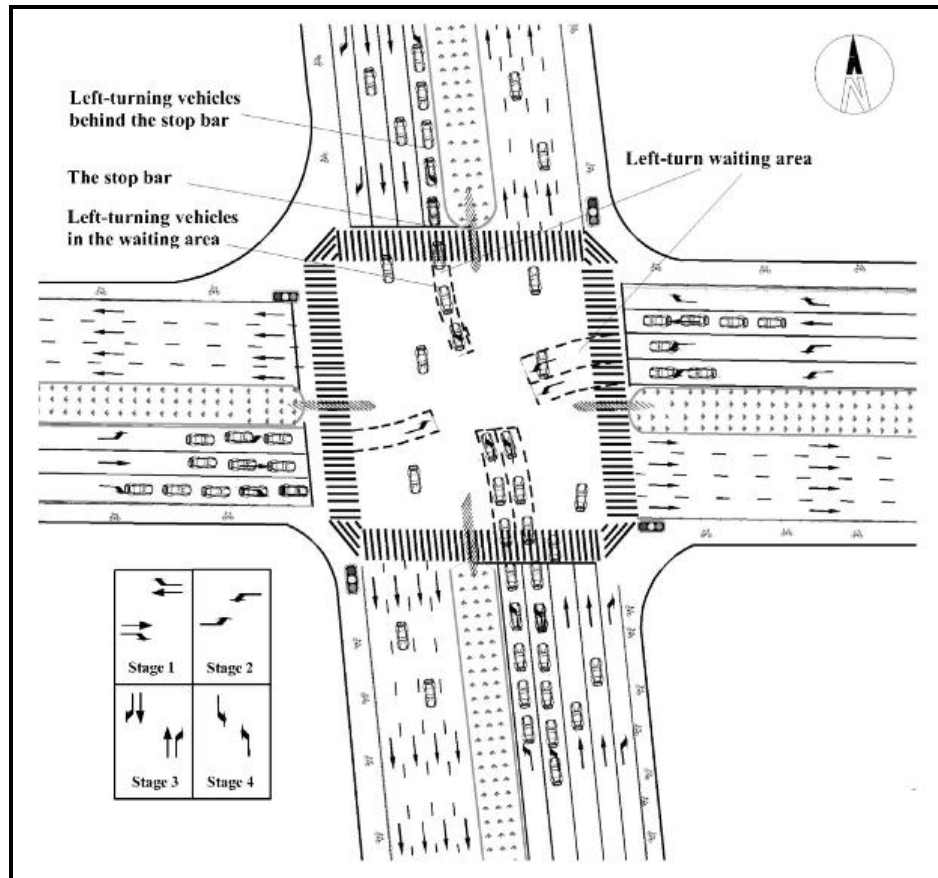 Left-turning vehicles
behind the stop bar
The stop bar
Left-turning vehicles
in the waiting area
Left-turn waiting area
N
Stage 1
Stage 2
Stage 3
Stage 4